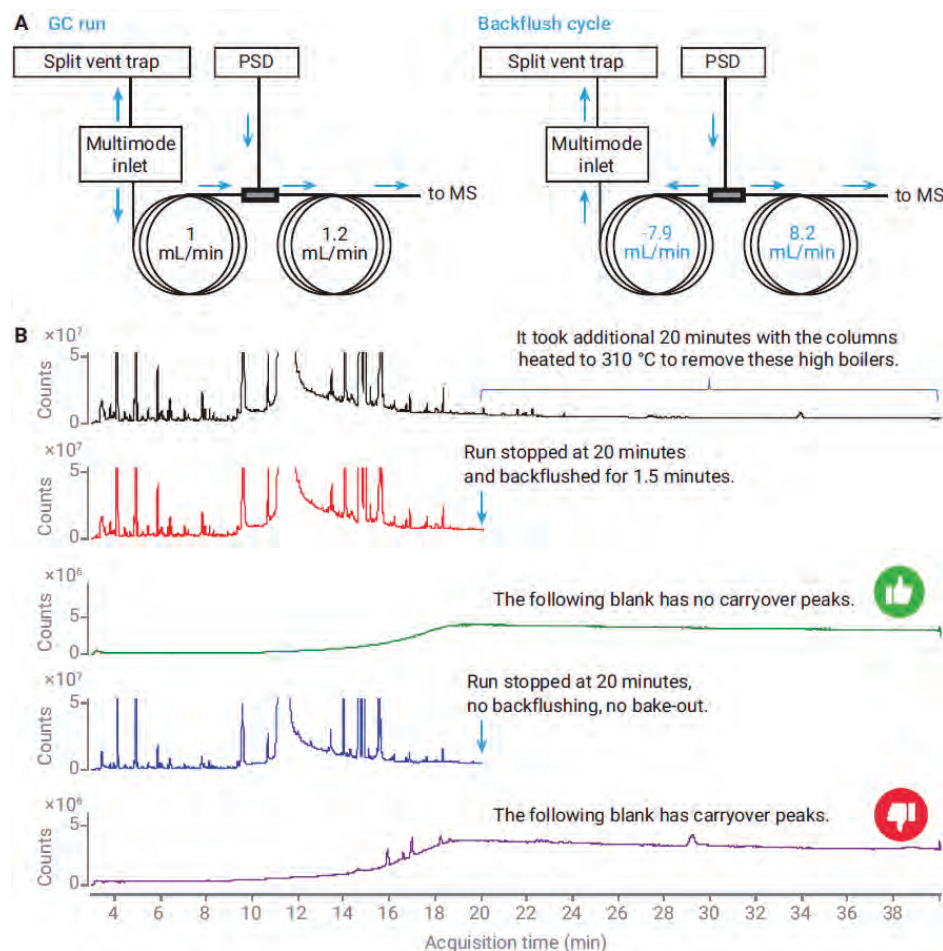 A GC run
Backflush cycle
Split vent trap
PSD
Split vent trap
PSD
Multimode
inlet
Multimode
inlet
to MS
to MS
1
mL/min
1.2
mL/min
-7.9
mL/min
8.2
mL/min
B
×10⁷
5
Counts
0
It took additional 20 minutes with the columns
heated to 310 °C to remove these high boilers.
×10⁷
5
Counts
0
Run stopped at 20 minutes
and backflushed for 1.5 minutes.
×10⁶
5
Counts
0
The following blank has no carryover peaks.
×10⁷
5
Counts
0
Run stopped at 20 minutes,
no backflushing, no bake-out.
×10⁶
5
Counts
0
The following blank has carryover peaks.
4 6 8 10 12 14 16 18 20 22 24 26 28 30 32 34 36 38
Acquisition time (min)